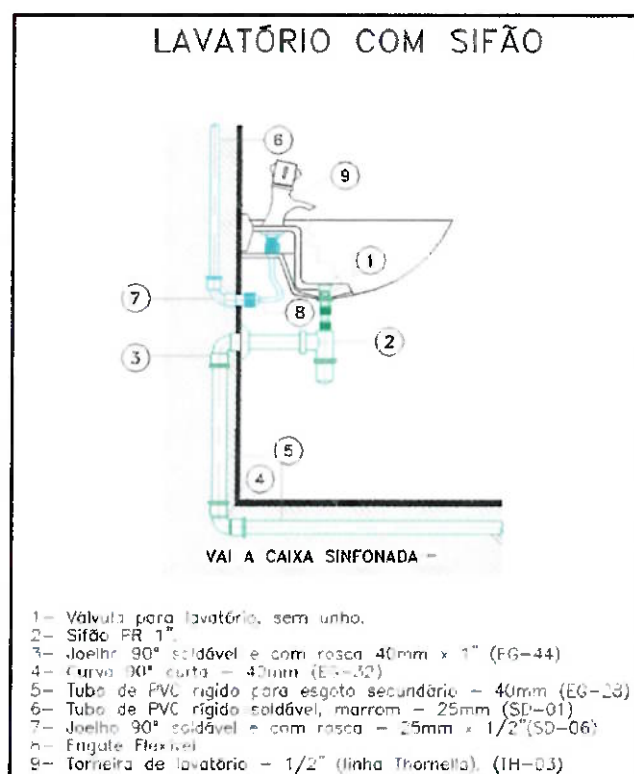 LAVATÓRIO COM SIFÃO
6
9
1
7
8
2
3
5
4
VAI A CAIXA SINFONADA -
1- Válvula para lavatório, sem unho.
2- Sifão PR 1".
3- Joelho 90° soldável e com rosca 40mm x 1" (EG-44)
4- Curva 90° curta - 40mm (EG-32)
5- Tubo de PVC rígido para esgoto secundário - 40mm (EG-28)
6- Tubo de PVC rígido soldável, marrom - 25mm (SD-01)
7- Joelho 90° soldável e com rosca - 25mm x 1/2"(SD-06)
8- Engate Flexível
9- Torneira de lavatório - 1/2" (linha Thornella). (TH-03)